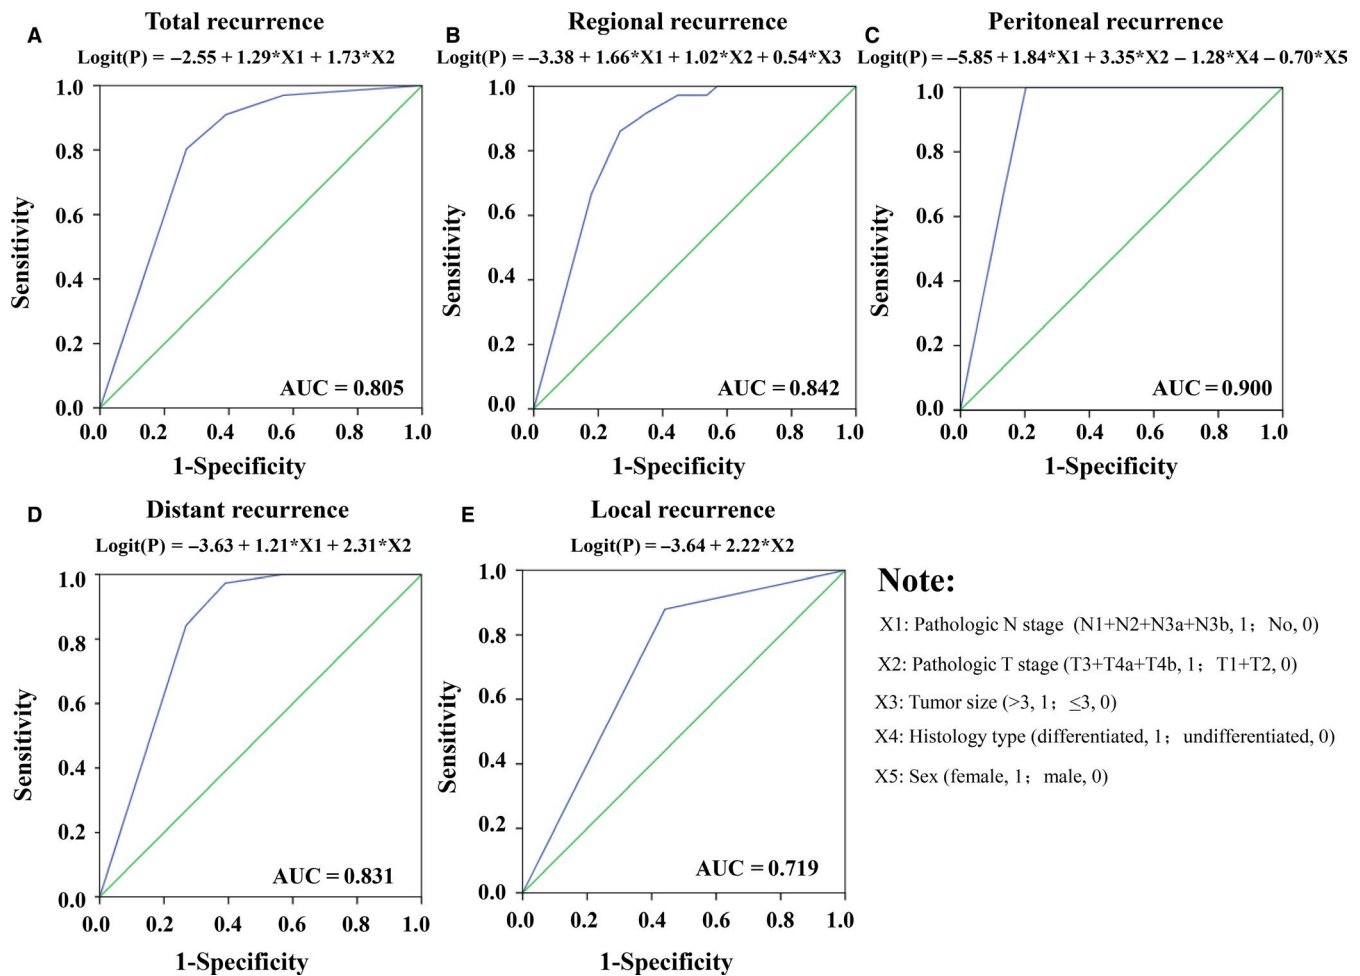 A
Total recurrence
Logit(P) = –2.55 + 1.29*X1 + 1.73*X2
1.0
0.8
0.6
0.4
0.2
0.0
Sensitivity
AUC = 0.805
0.0 0.2 0.4 0.6 0.8 1.0
1-Specificity
B
Regional recurrence
Logit(P) = –3.38 + 1.66*X1 + 1.02*X2 + 0.54*X3
1.0
0.8
0.6
0.4
0.2
0.0
Sensitivity
AUC = 0.842
0.0 0.2 0.4 0.6 0.8 1.0
1-Specificity
C
Peritoneal recurrence
Logit(P) = –5.85 + 1.84*X1 + 3.35*X2 – 1.28*X4 – 0.70*X5
1.0
0.8
0.6
0.4
0.2
0.0
Sensitivity
AUC = 0.900
0.0 0.2 0.4 0.6 0.8 1.0
1-Specificity
D
Distant recurrence
Logit(P) = –3.63 + 1.21*X1 + 2.31*X2
1.0
0.8
0.6
0.4
0.2
0.0
Sensitivity
AUC = 0.831
0.0 0.2 0.4 0.6 0.8 1.0
1-Specificity
E
Local recurrence
Logit(P) = –3.64 + 2.22*X2
1.0
0.8
0.6
0.4
0.2
0.0
Sensitivity
AUC = 0.719
0.0 0.2 0.4 0.6 0.8 1.0
1-Specificity
Note:
X1: Pathologic N stage (N1+N2+N3a+N3b, 1；No, 0)
X2: Pathologic T stage (T3+T4a+T4b, 1；T1+T2, 0)
X3: Tumor size (>3, 1；≤3, 0)
X4: Histology type (differentiated, 1；undifferentiated, 0)
X5: Sex (female, 1；male, 0)